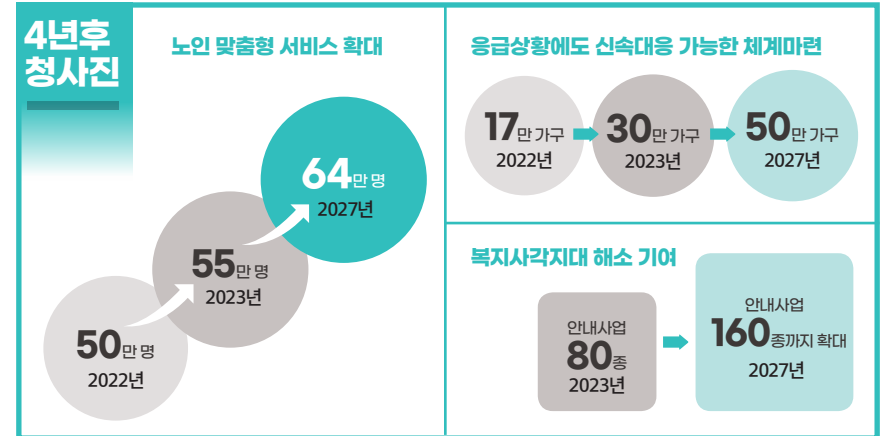 4년후
청사진
노인 맞춤형 서비스 확대
64만 명
2027년
55만 명
2023년
50만 명
2022년
응급상황에도 신속대응 가능한 체계마련
17만 가구
2022년
30만 가구
2023년
50만 가구
2027년
복지사각지대 해소 기여
안내사업
80종
2023년
안내사업
160종까지 확대
2027년